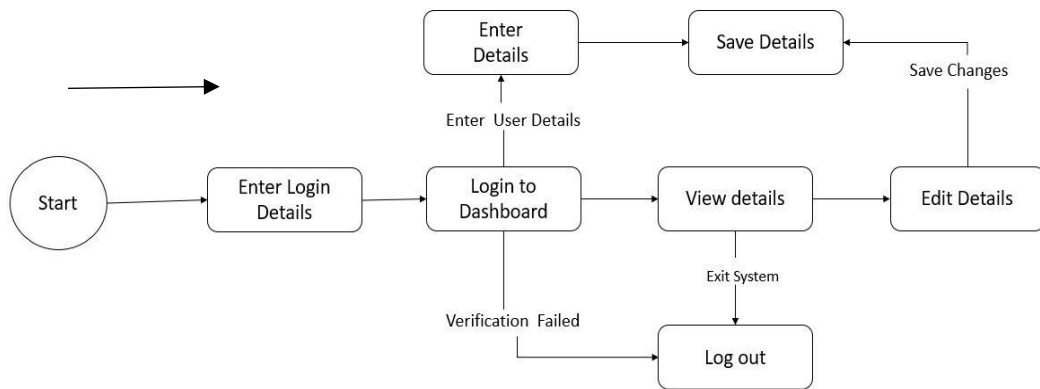 Enter
Details
Save Details
Save Changes
Enter User Details
Start
Enter Login
Details
Login to
Dashboard
View details
Edit Details
Exit System
Verification Failed
Log out